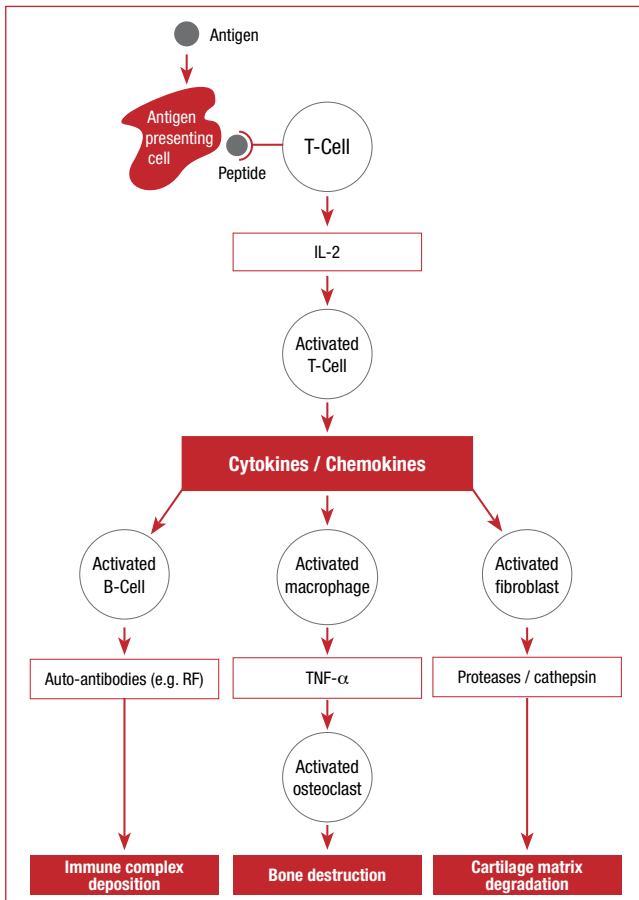 Antigen
Antigen
presenting
cell
Peptide
T-Cell
IL-2
Activated
T-Cell
Cytokines / Chemokines
Activated
B-Cell
Activated
macrophage
Activated
fibroblast
Auto-antibodies (e.g. RF)
TNF-α
Proteases / cathepsin
Activated
osteoclast
Immune complex
deposition
Bone destruction
Cartilage matrix
degradation